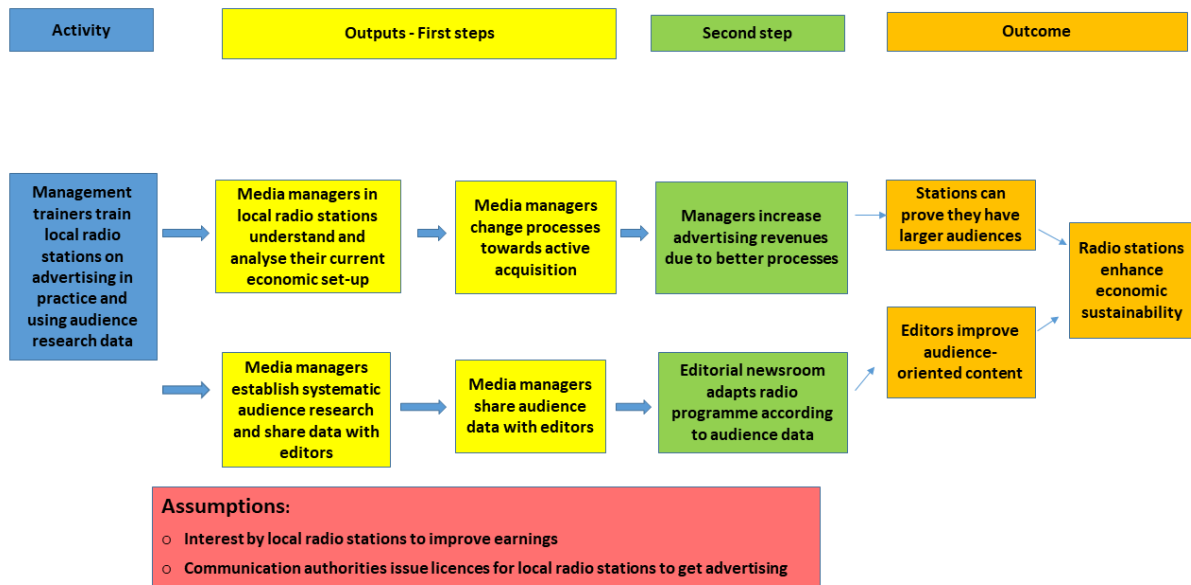 Activity
Outputs - First steps
Second step
Outcome
Management
trainers train
local radio
stations on
advertising in
practice and
using audience
research data
Media managers in
local radio stations
understand and
analyse their current
economic set-up
Media managers
change processes
towards active
acquisition
Managers increase
advertising revenues
due to better processes
Stations can
prove they have
larger audiences
Radio stations
enhance
economic
sustainability
Media managers
establish systematic
audience research
and share data with
editors
Media managers
share audience
data with editors
Editorial newsroom
adapts radio
programme according
to audience data
Editors improve
audience-
oriented content
Assumptions:
o Interest by local radio stations to improve earnings
o Communication authorities issue licences for local radio stations to get advertising